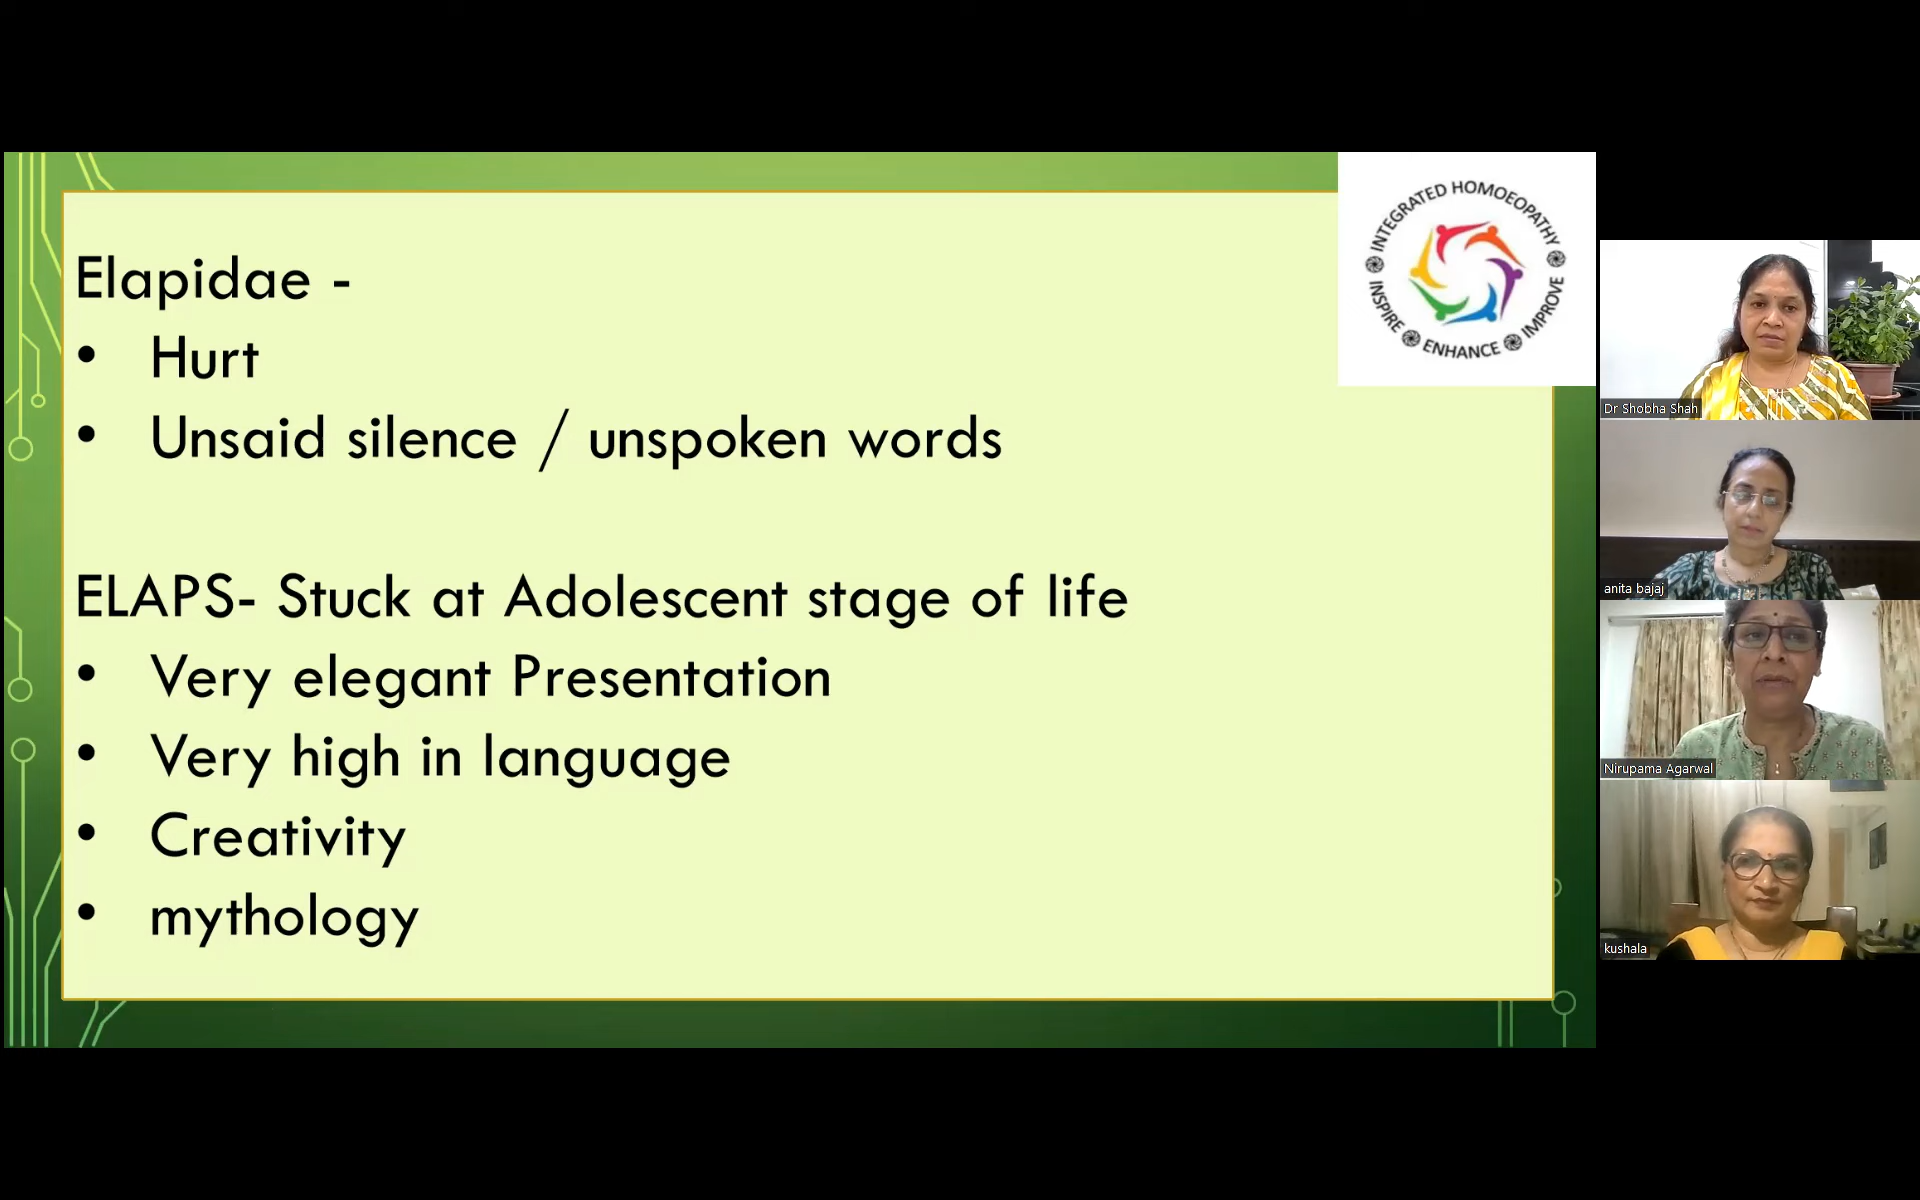 Elapidae -
• Hurt
• Unsaid silence / unspoken words
ELAPS- Stuck at Adolescent stage of life
• Very elegant Presentation
• Very high in language
• Creativity
• mythology
INTEGRATED HOMOEOPATHY
INSPIRE
ENHANCE
IMPROVE
Dr Shobha Shah
anita bajaj
Nirupama Agarwal
kushala